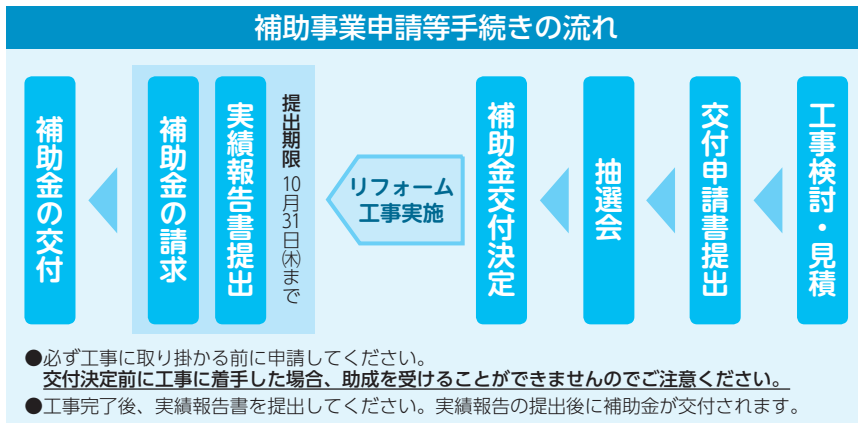 補助事業申請等手続きの流れ
工事検討・見積
交付申請書提出
抽選会
補助金交付決定
リフォーム
工事実施
提出期限 10月31日㈭まで
実績報告書提出
補助金の請求
補助金の交付
●必ず工事に取り掛かる前に申請してください。
交付決定前に工事に着手した場合、助成を受けることができませんのでご注意ください。
●工事完了後、実績報告書を提出してください。実績報告の提出後に補助金が交付されます。